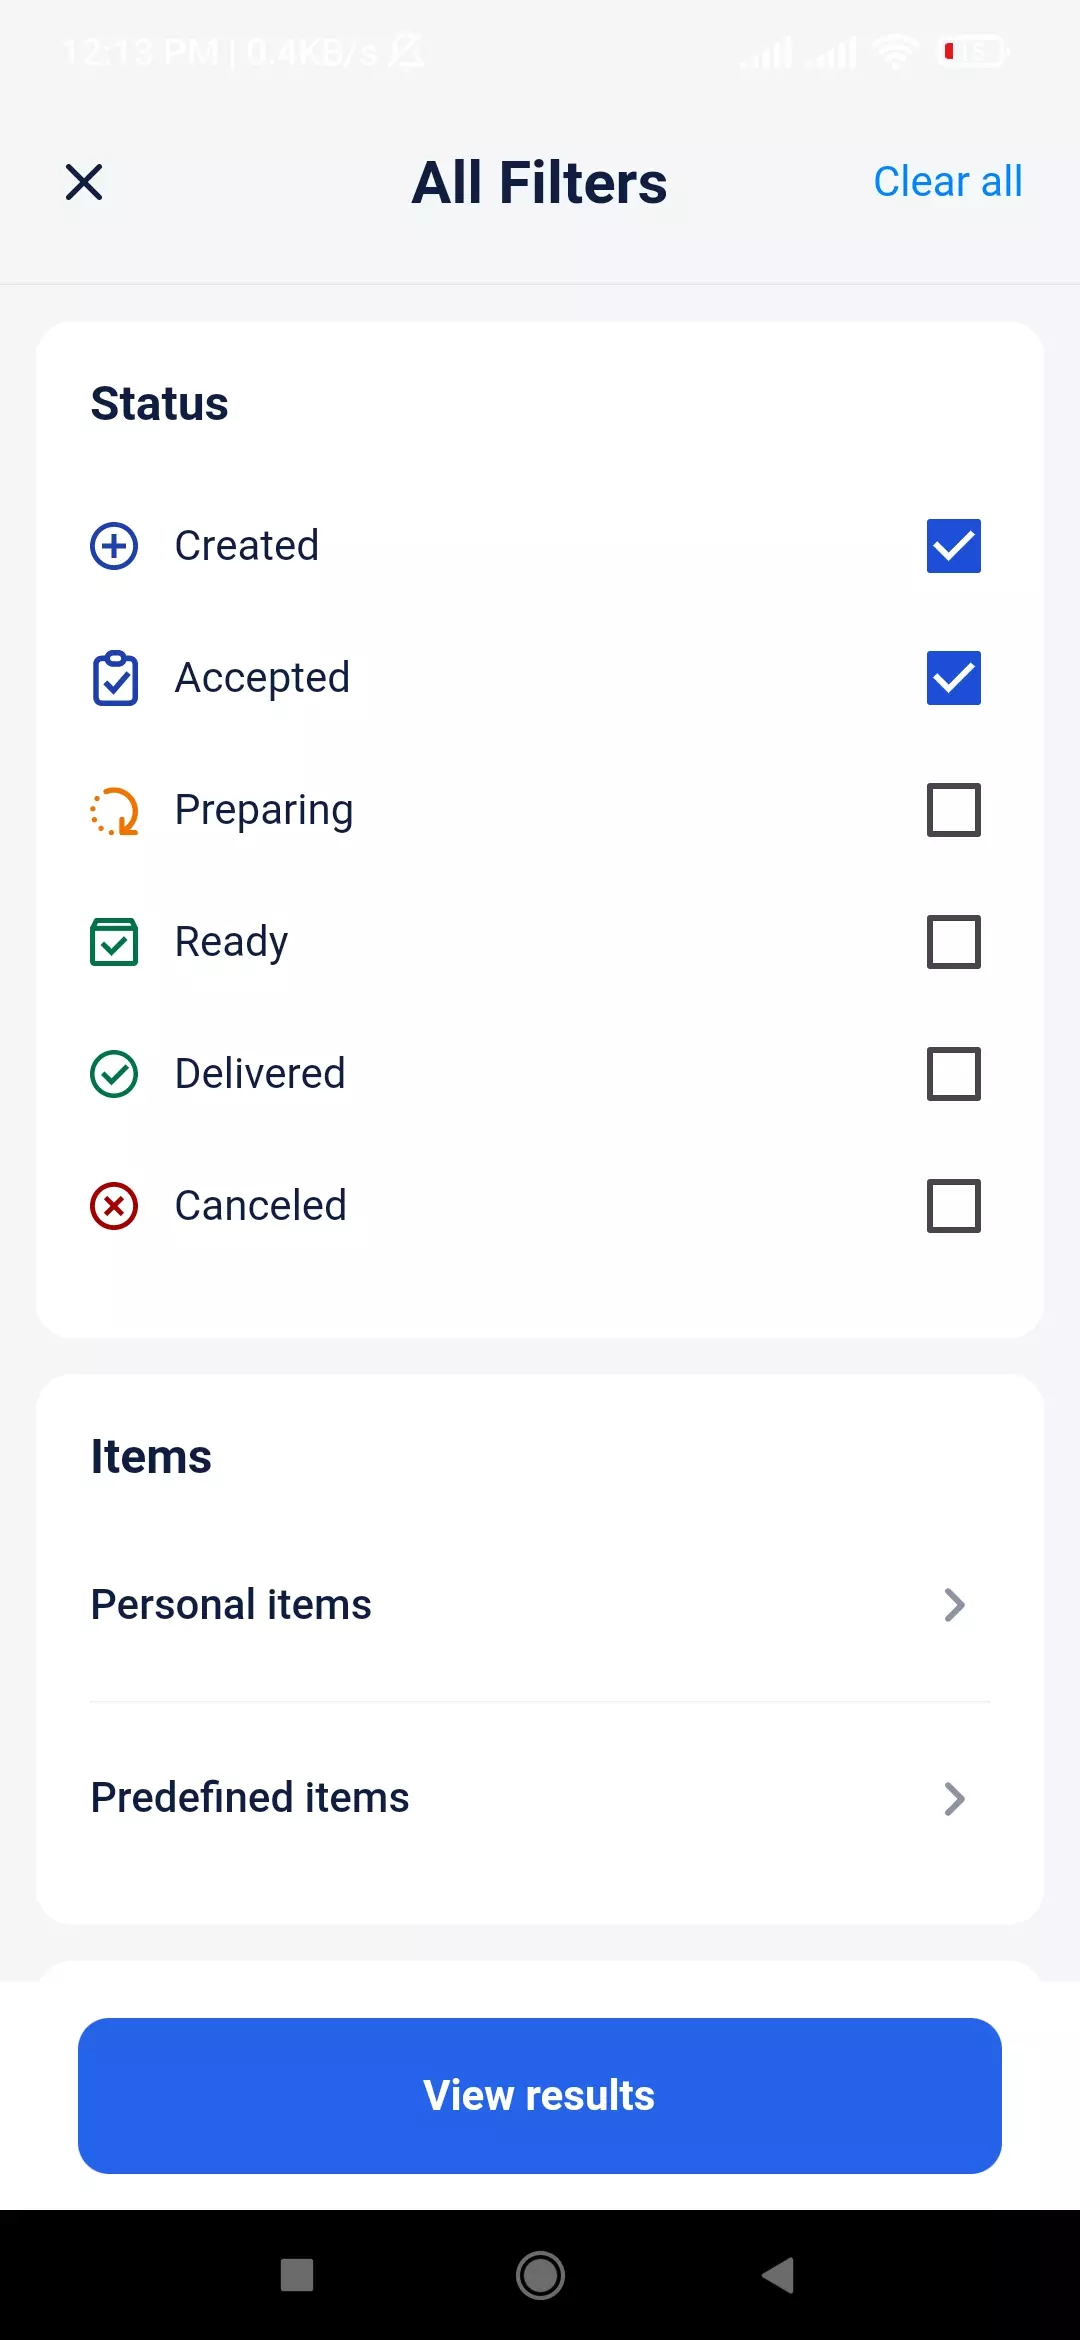 12:13 PM | 0.4KB/s
15
All Filters
Clear all
Status
Created
Accepted
Preparing
Ready
Delivered
Canceled
Items
Personal items
Predefined items
View results